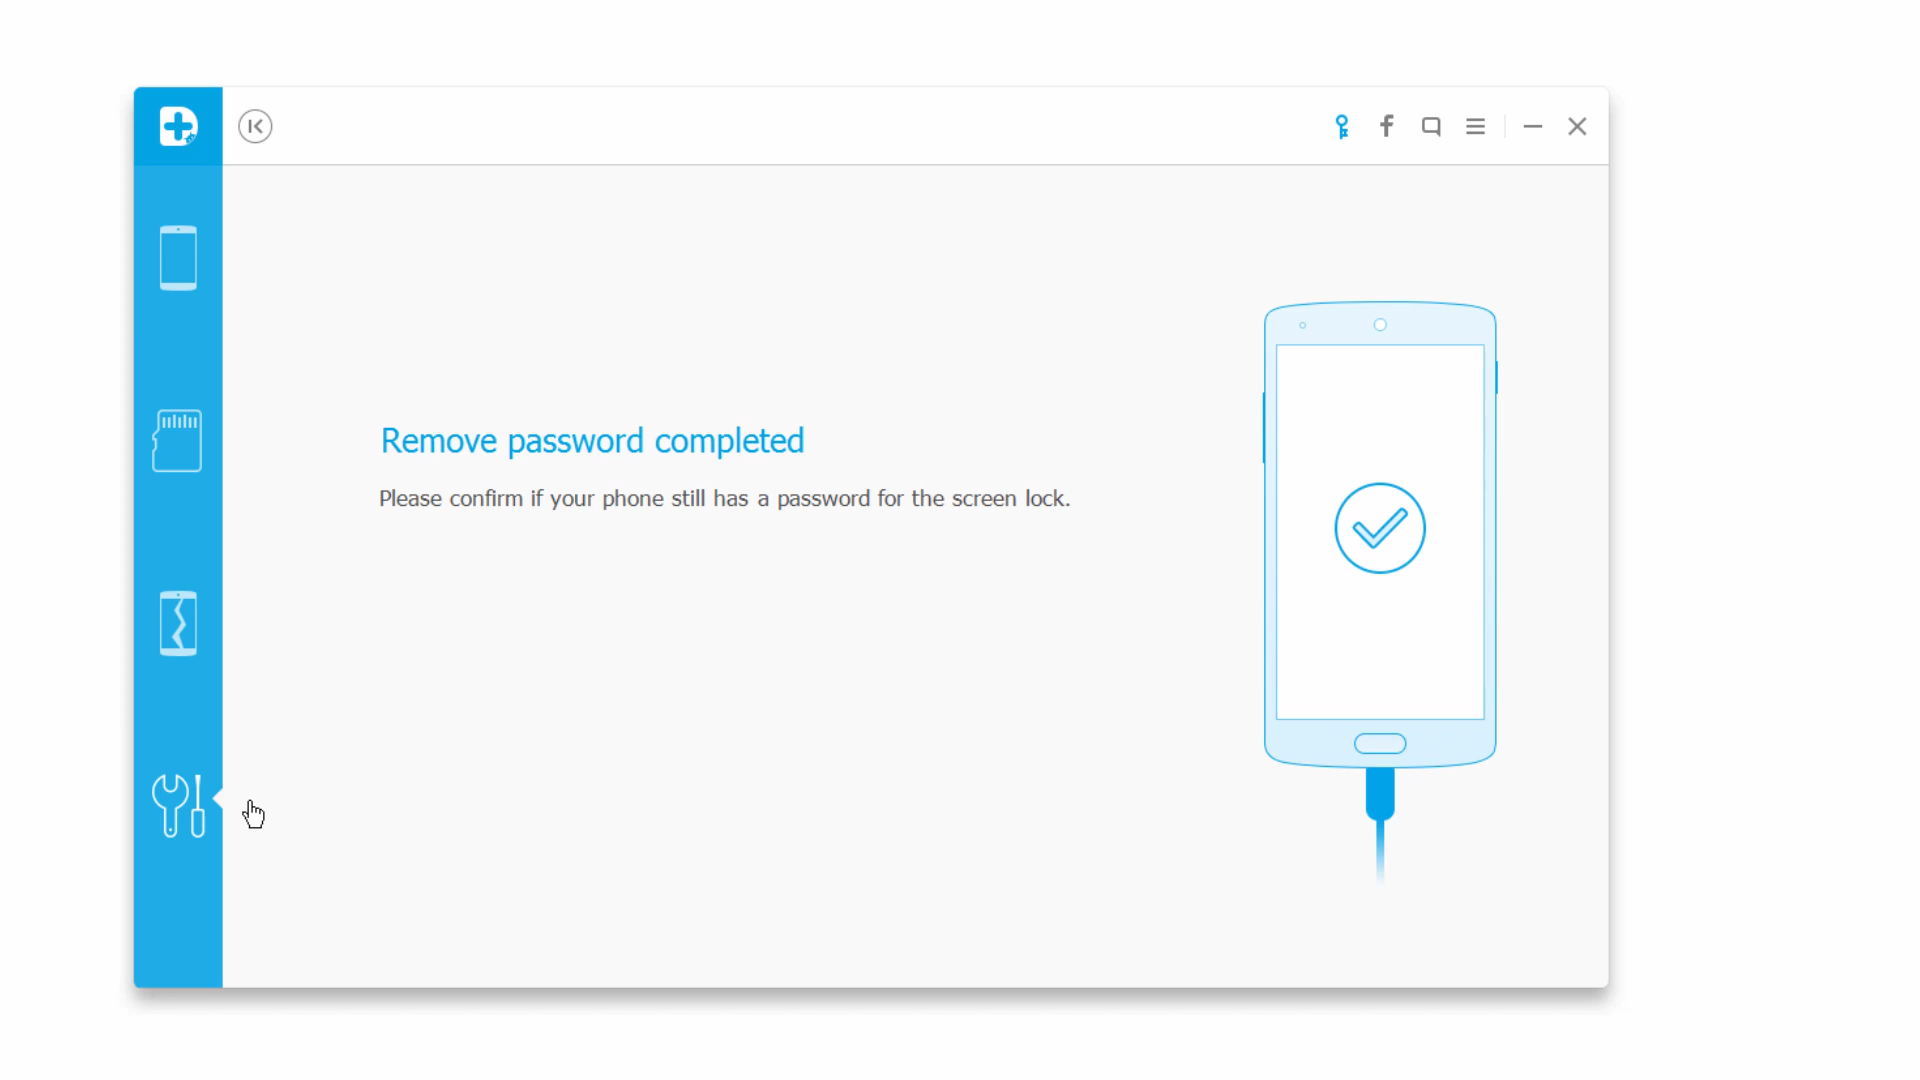 Remove password completed
Please confirm if your phone still has a password for the screen lock.